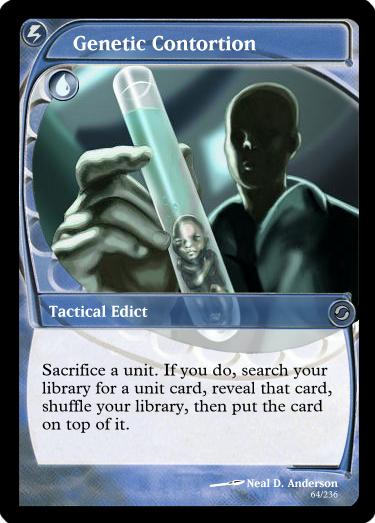 Genetic Contortion
Tactical Edict
Sacrifice a unit. If you do, search your
library for a unit card, reveal that card,
shuffle your library, then put the card
on top of it.
Neal D. Anderson
64/236